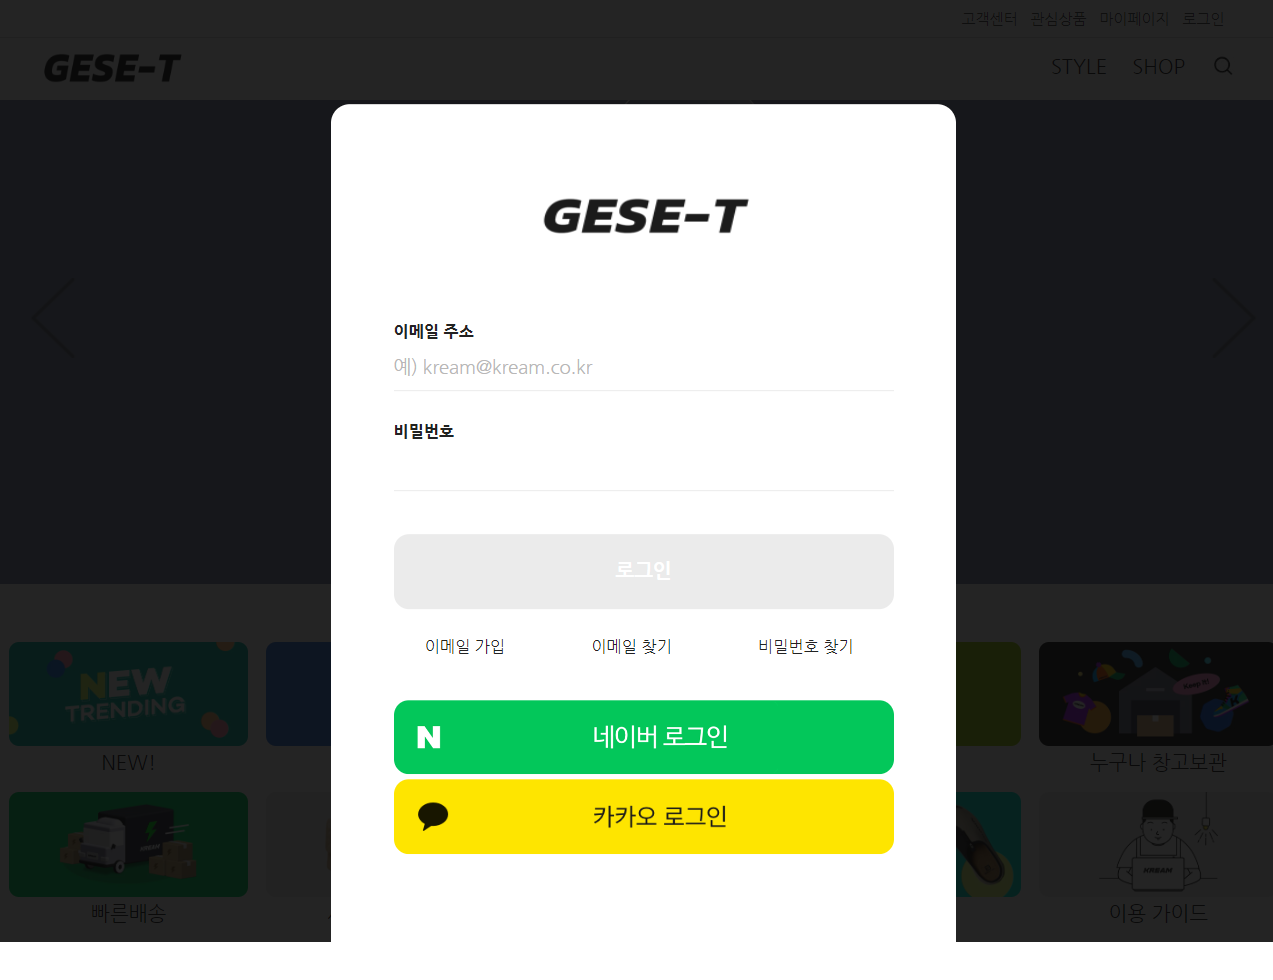 고객센터 관심상품 마이페이지 로그인
GESE-T
STYLE SHOP
GESE-T
이메일 주소
예) kream@kream.co.kr
비밀번호
로그인
이메일 가입 이메일 찾기 비밀번호 찾기
N 네이버 로그인
카카오 로그인
NEW
TRENDING
Keep it!
NEW!
누구나 창고보관
KREAM
빠른배송
이용 가이드